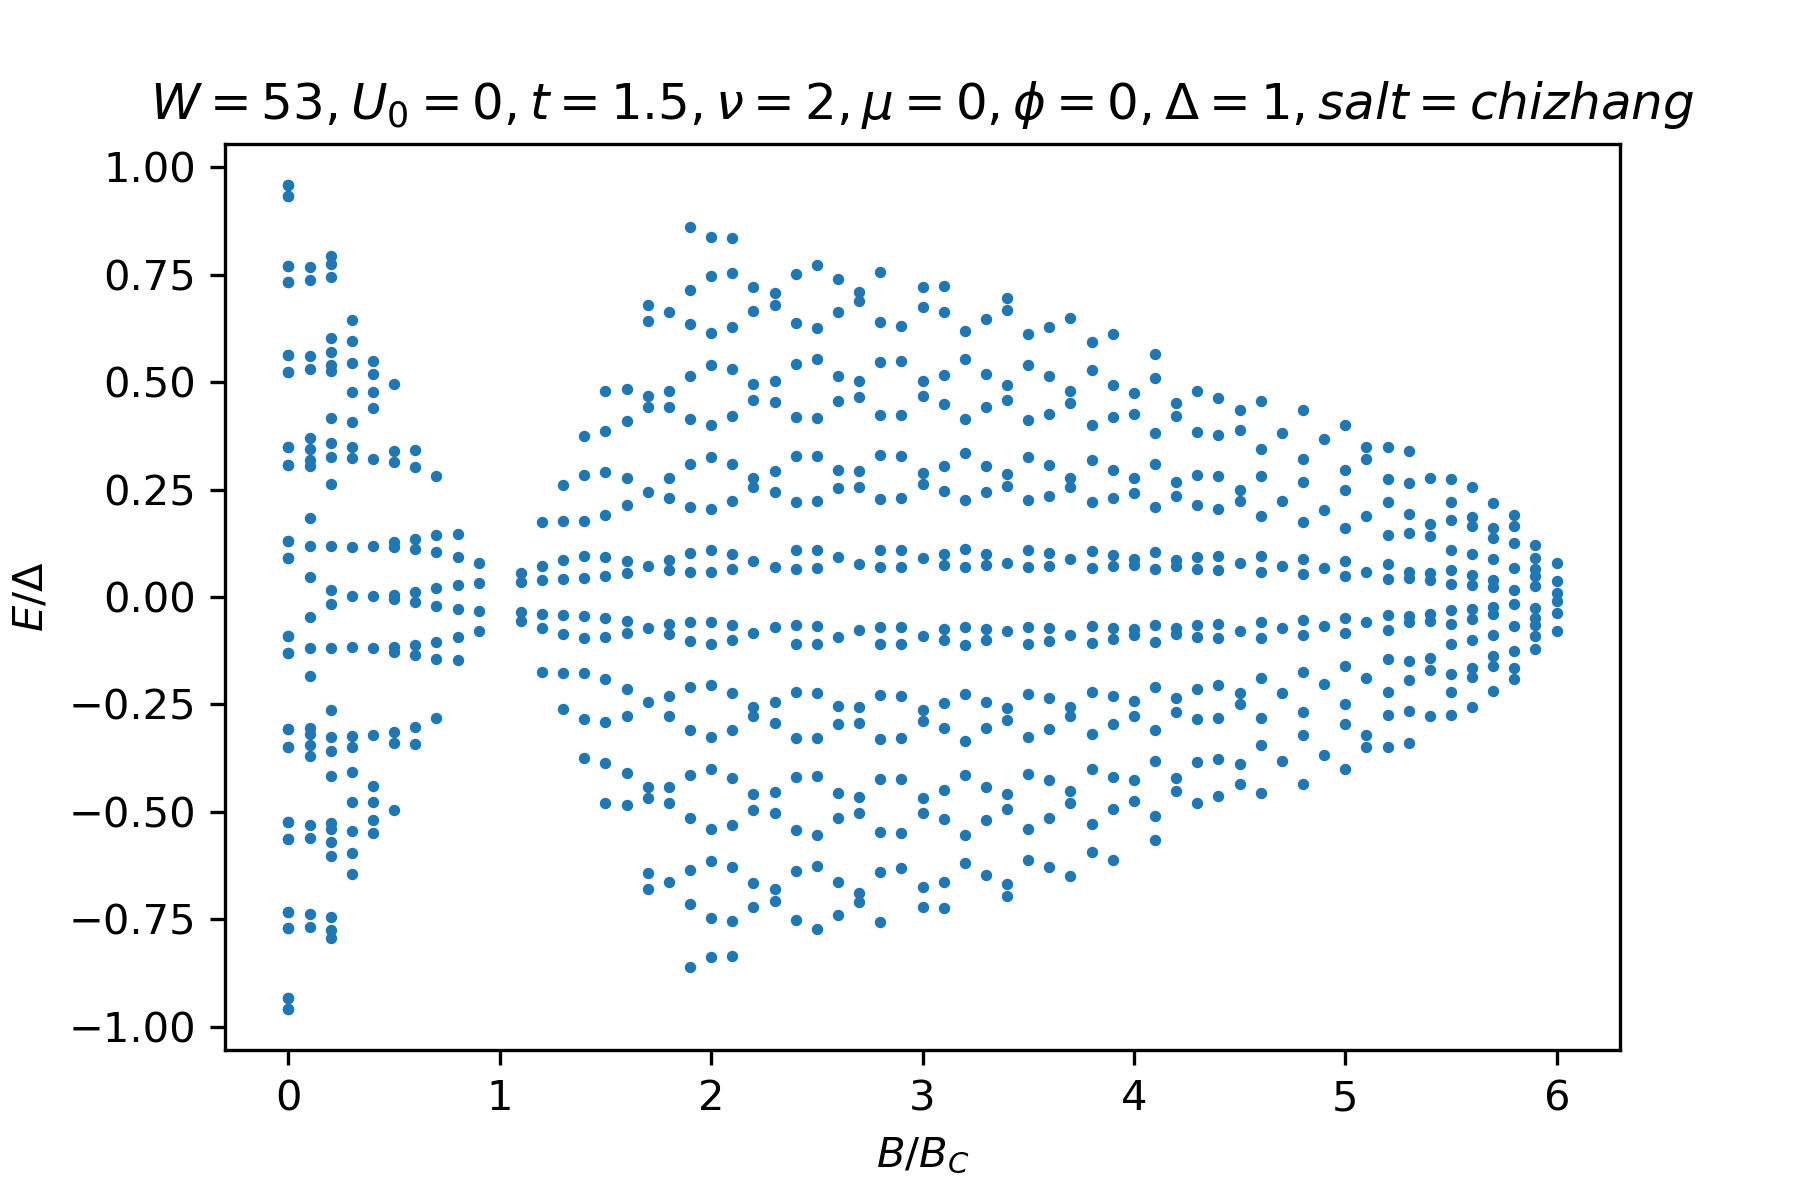 W = 53, U₀ = 0, t = 1.5, ν = 2, μ = 0, ϕ = 0, Δ = 1, salt = chizhang
1.00
0.75
0.50
0.25
0.00
−0.25
−0.50
−0.75
−1.00
E/Δ
0 1 2 3 4 5 6
B/B_C